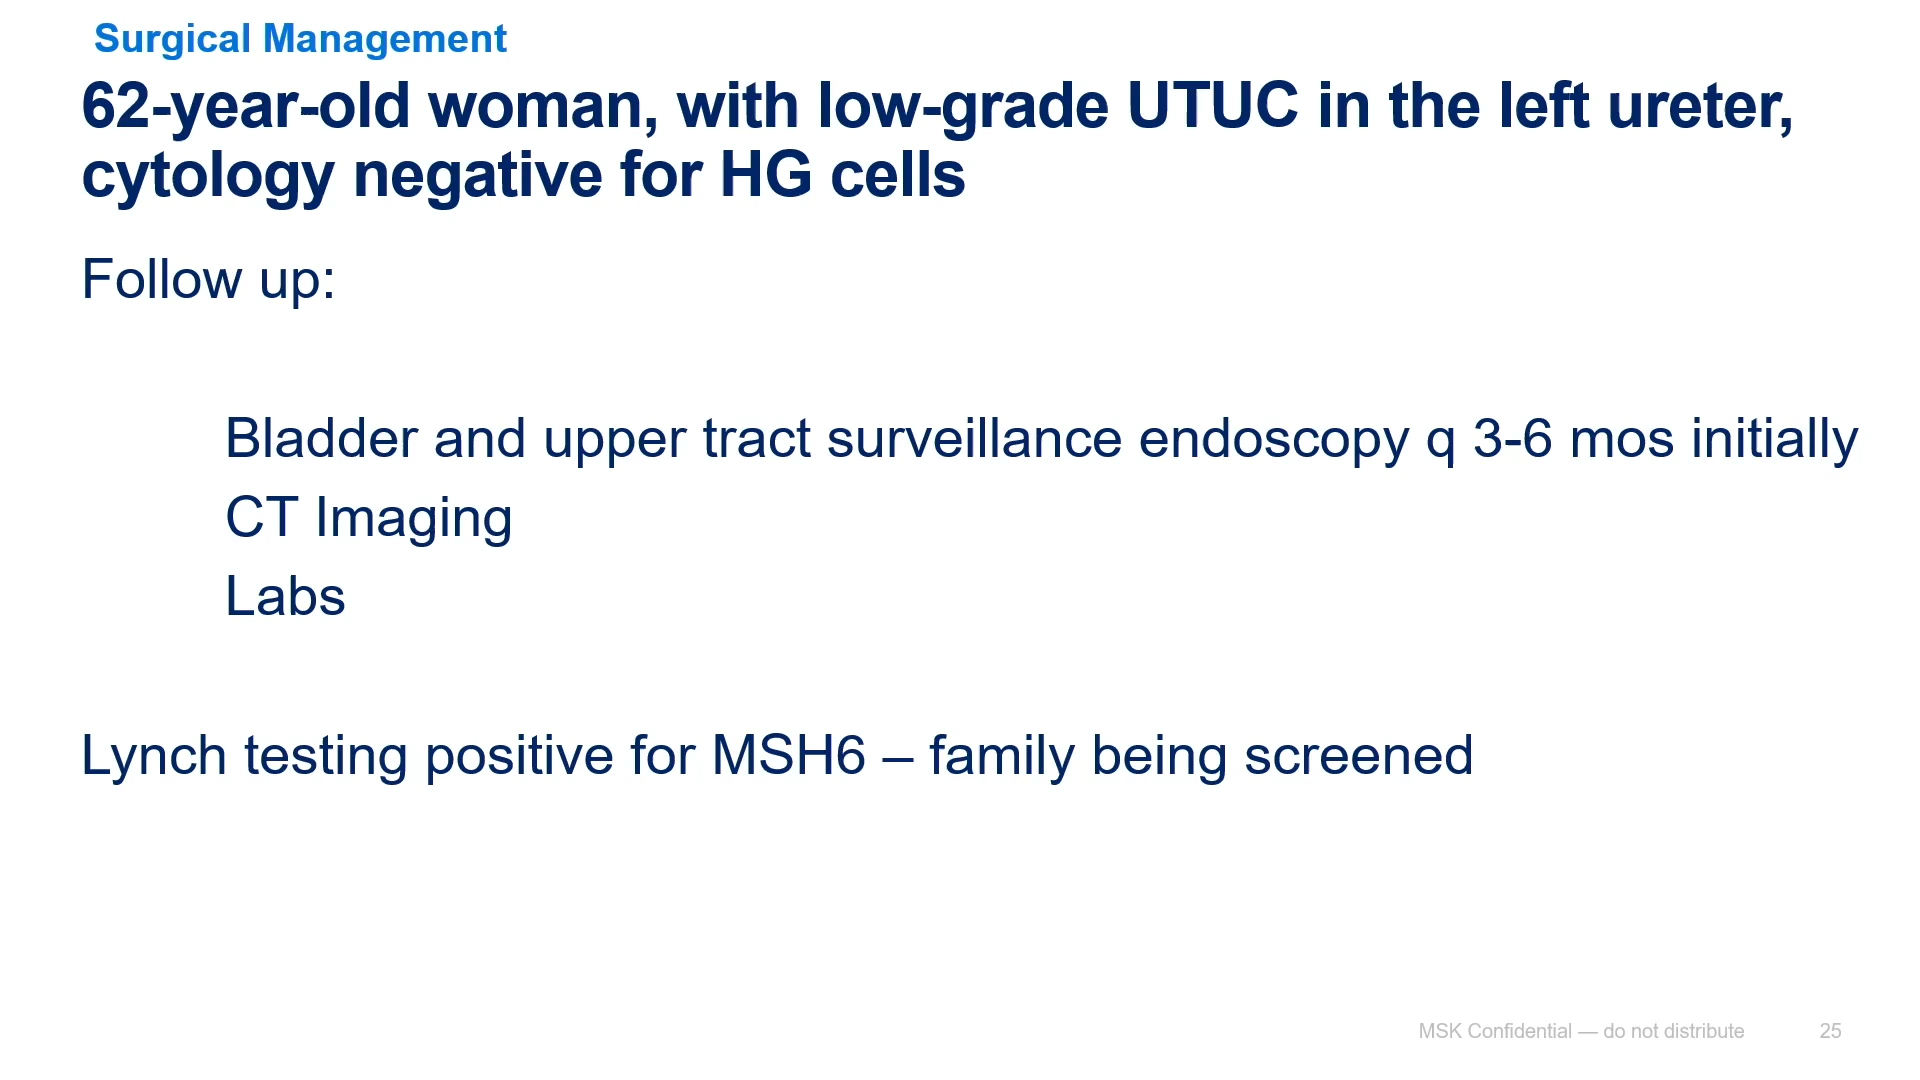 Surgical Management
62-year-old woman, with low-grade UTUC in the left ureter,
cytology negative for HG cells
Follow up:
Bladder and upper tract surveillance endoscopy q 3-6 mos initially
CT Imaging
Labs
Lynch testing positive for MSH6 – family being screened
MSK Confidential — do not distribute 25